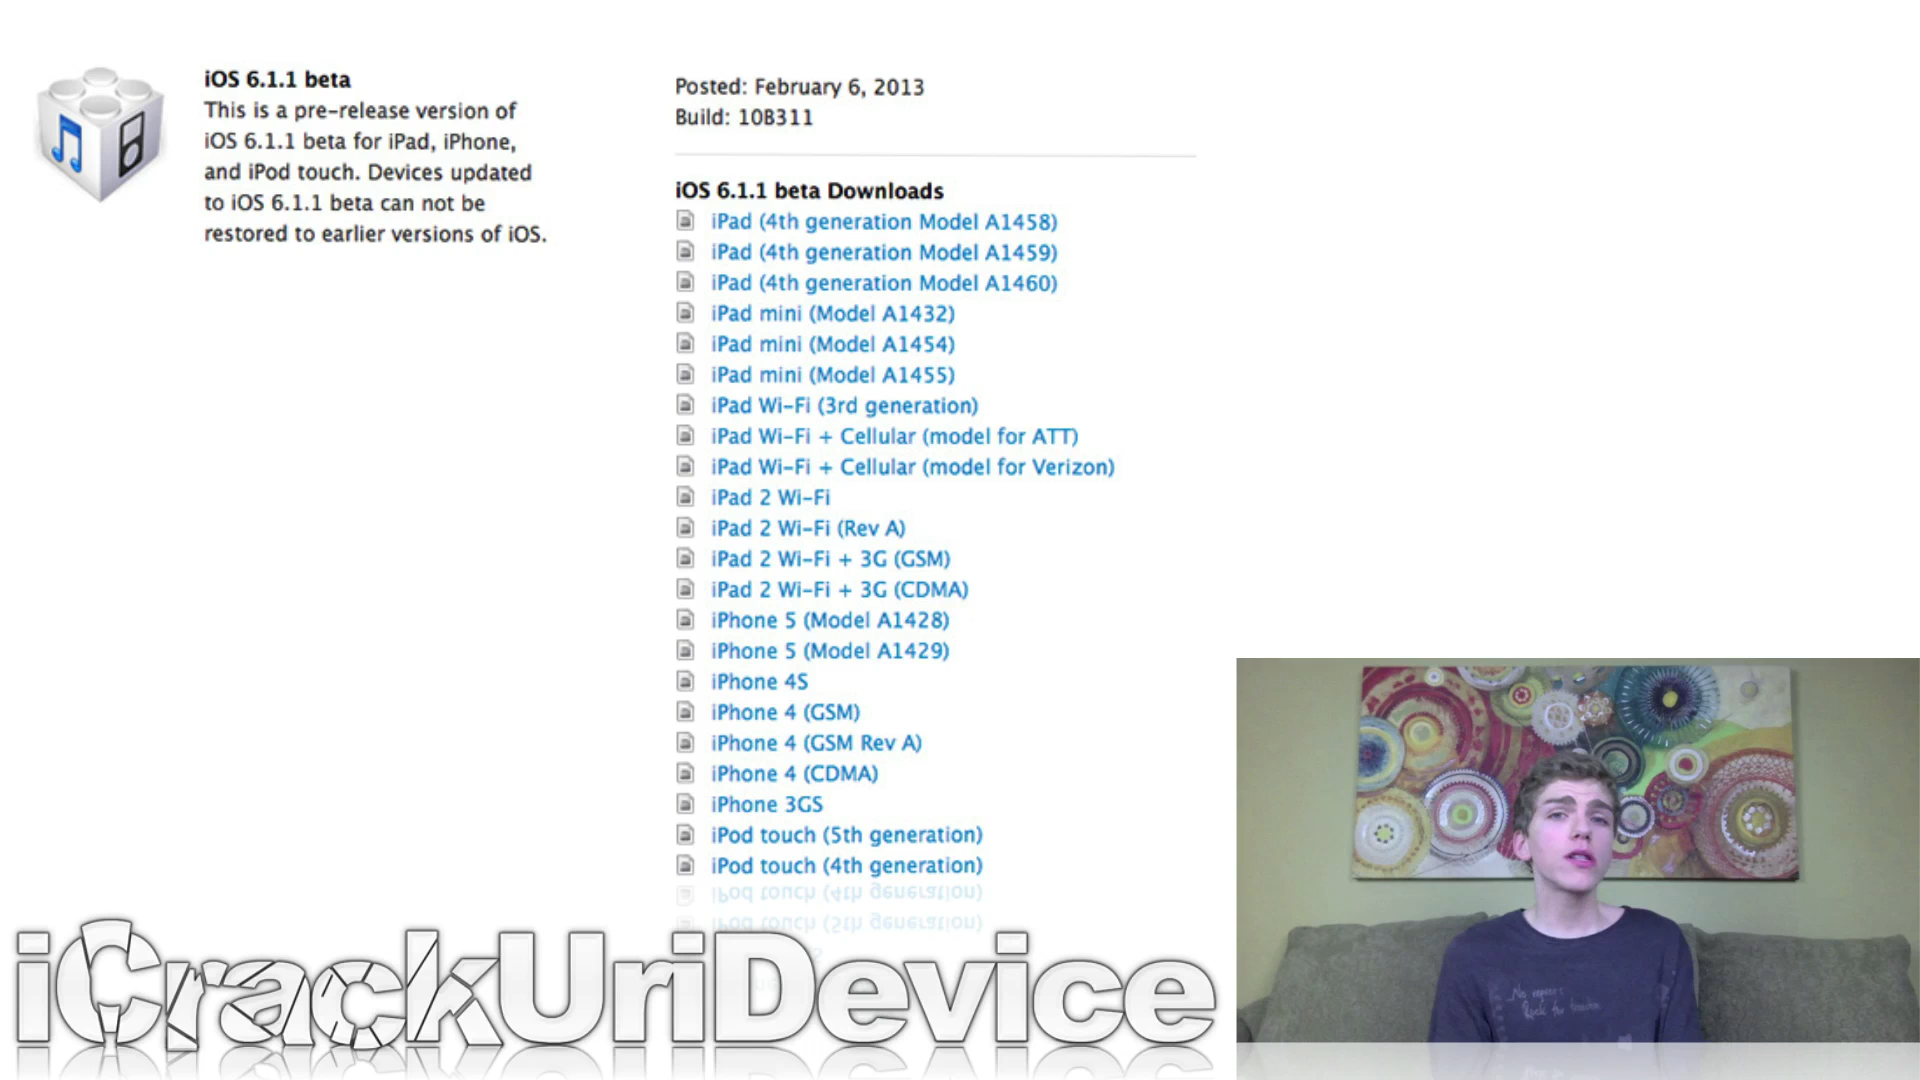 iOS 6.1.1 beta
This is a pre-release version of
iOS 6.1.1 beta for iPad, iPhone,
and iPod touch. Devices updated
to iOS 6.1.1 beta can not be
restored to earlier versions of iOS.
Posted: February 6, 2013
Build: 10B311
iOS 6.1.1 beta Downloads
iPad (4th generation Model A1458)
iPad (4th generation Model A1459)
iPad (4th generation Model A1460)
iPad mini (Model A1432)
iPad mini (Model A1454)
iPad mini (Model A1455)
iPad Wi-Fi (3rd generation)
iPad Wi-Fi + Cellular (model for ATT)
iPad Wi-Fi + Cellular (model for Verizon)
iPad 2 Wi-Fi
iPad 2 Wi-Fi (Rev A)
iPad 2 Wi-Fi + 3G (GSM)
iPad 2 Wi-Fi + 3G (CDMA)
iPhone 5 (Model A1428)
iPhone 5 (Model A1429)
iPhone 4S
iPhone 4 (GSM)
iPhone 4 (GSM Rev A)
iPhone 4 (CDMA)
iPhone 3GS
iPod touch (5th generation)
iPod touch (4th generation)
iCrackUriDevice